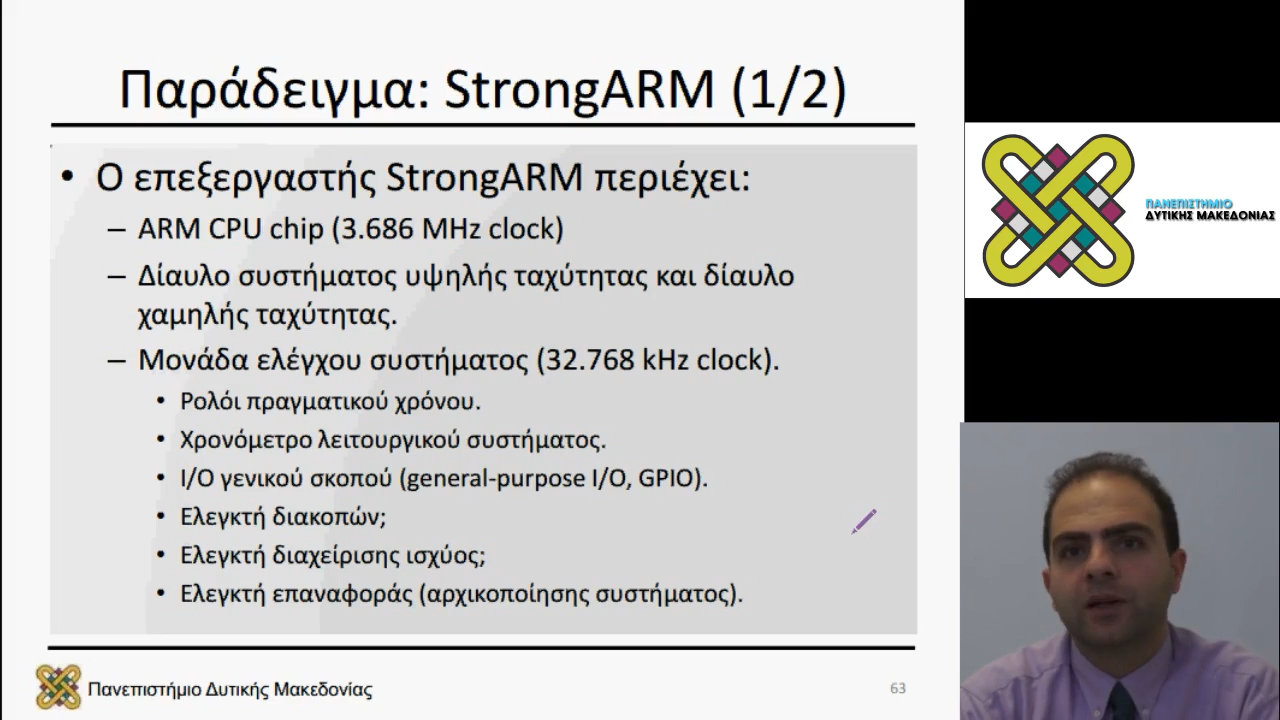 Παράδειγμα: StrongARM (1/2)
• Ο επεξεργαστής StrongARM περιέχει:
– ARM CPU chip (3.686 MHz clock)
– Δίαυλο συστήματος υψηλής ταχύτητας και δίαυλο
χαμηλής ταχύτητας.
– Μονάδα ελέγχου συστήματος (32.768 kHz clock).
• Ρολόι πραγματικού χρόνου.
• Χρονόμετρο λειτουργικού συστήματος.
• I/O γενικού σκοπού (general-purpose I/O, GPIO).
• Ελεγκτή διακοπών;
• Ελεγκτή διαχείρισης ισχύος;
• Ελεγκτή επαναφοράς (αρχικοποίησης συστήματος).
Πανεπιστήμιο Δυτικής Μακεδονίας
63
ΠΑΝΕΠΙΣΤΗΜΙΟ
ΔΥΤΙΚΗΣ ΜΑΚΕΔΟΝΙΑΣ